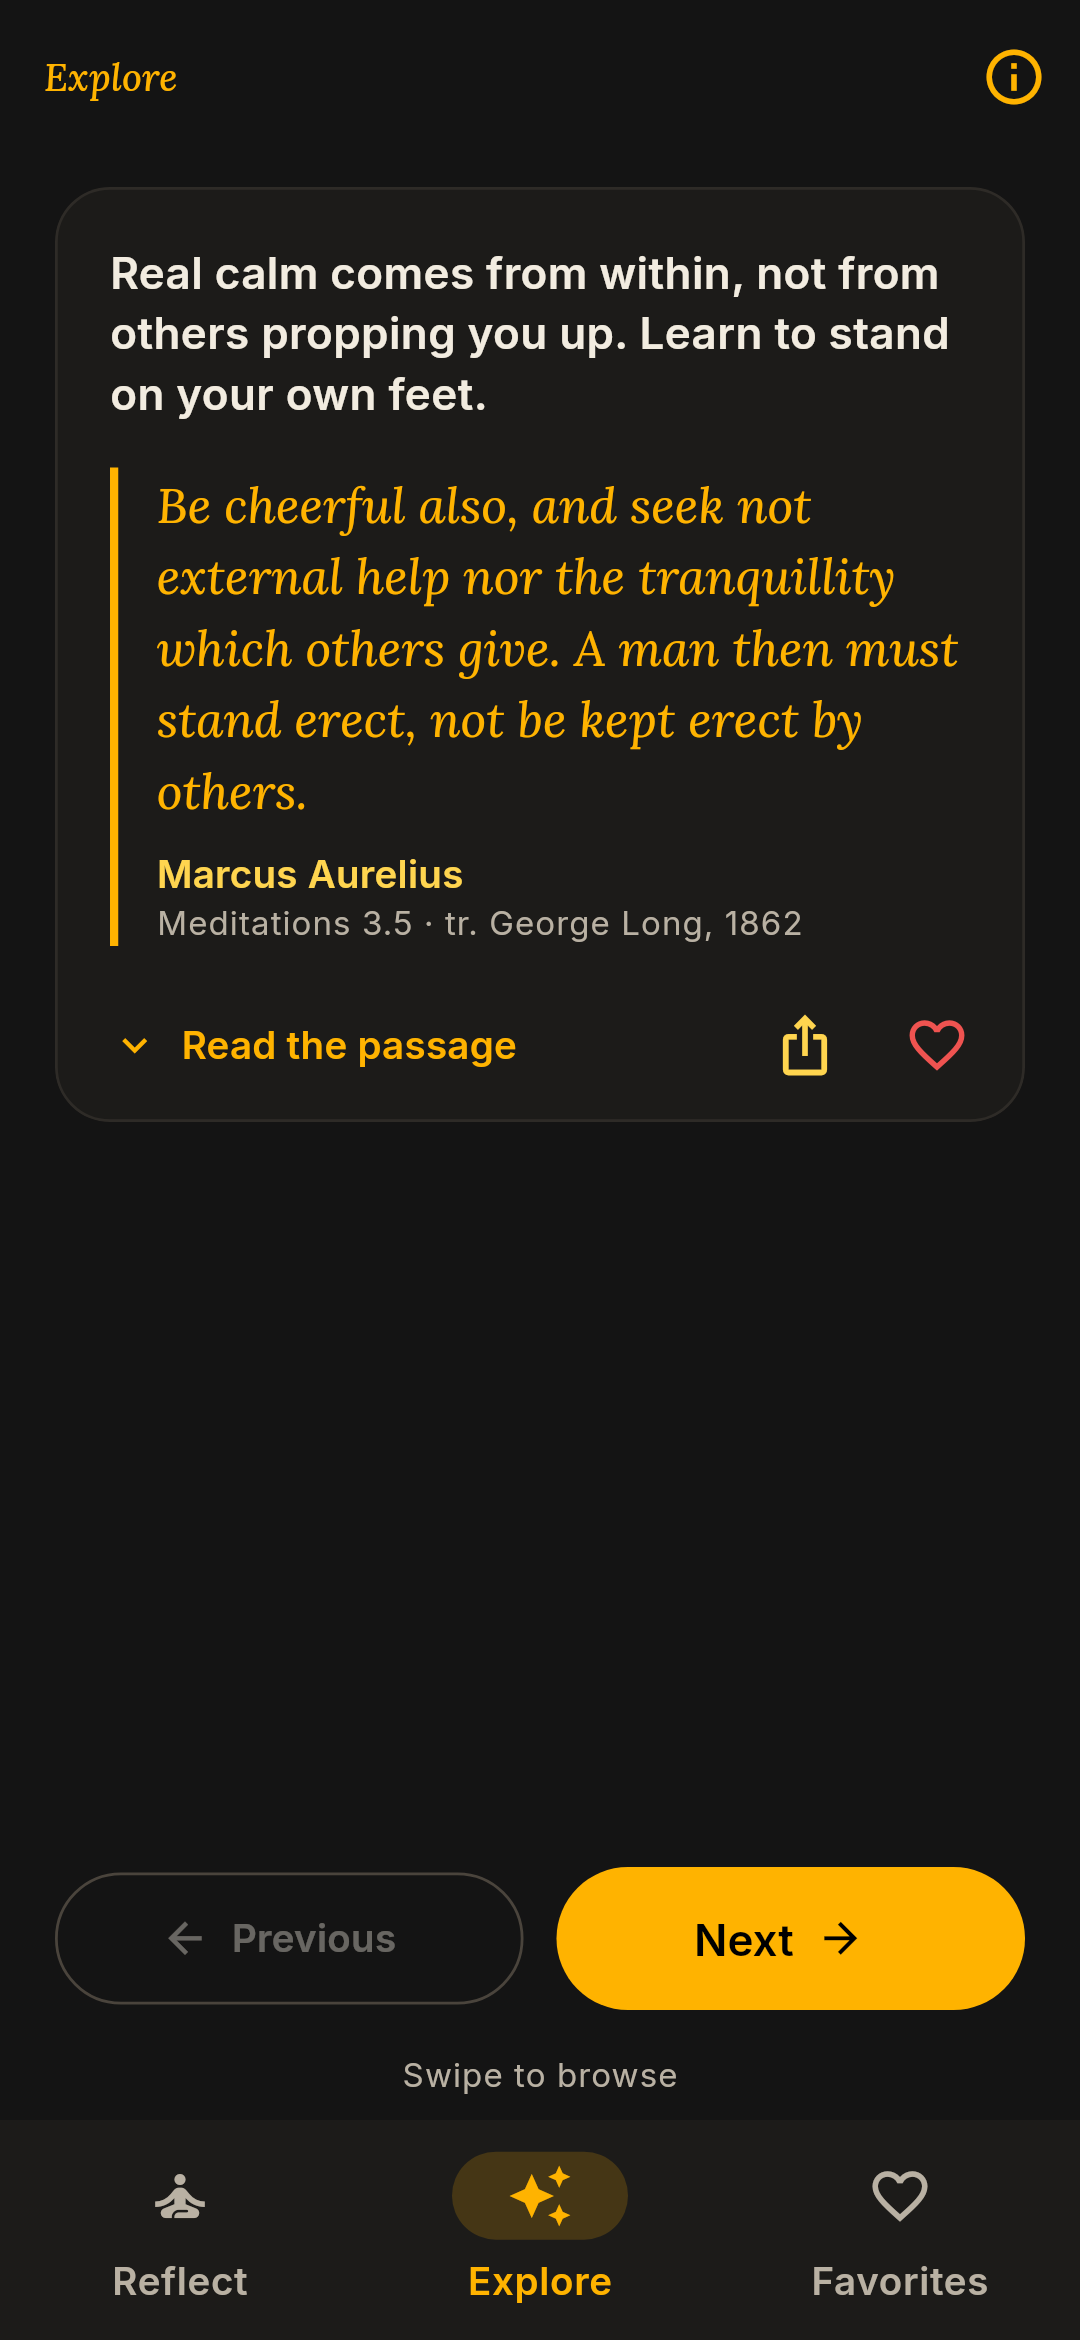 Explore
Real calm comes from within, not from
others propping you up. Learn to stand
on your own feet.
Be cheerful also, and seek not
external help nor the tranquillity
which others give. A man then must
stand erect, not be kept erect by
others.
Marcus Aurelius
Meditations 3.5 · tr. George Long, 1862
Read the passage
Previous
Next
Swipe to browse
Reflect
Explore
Favorites